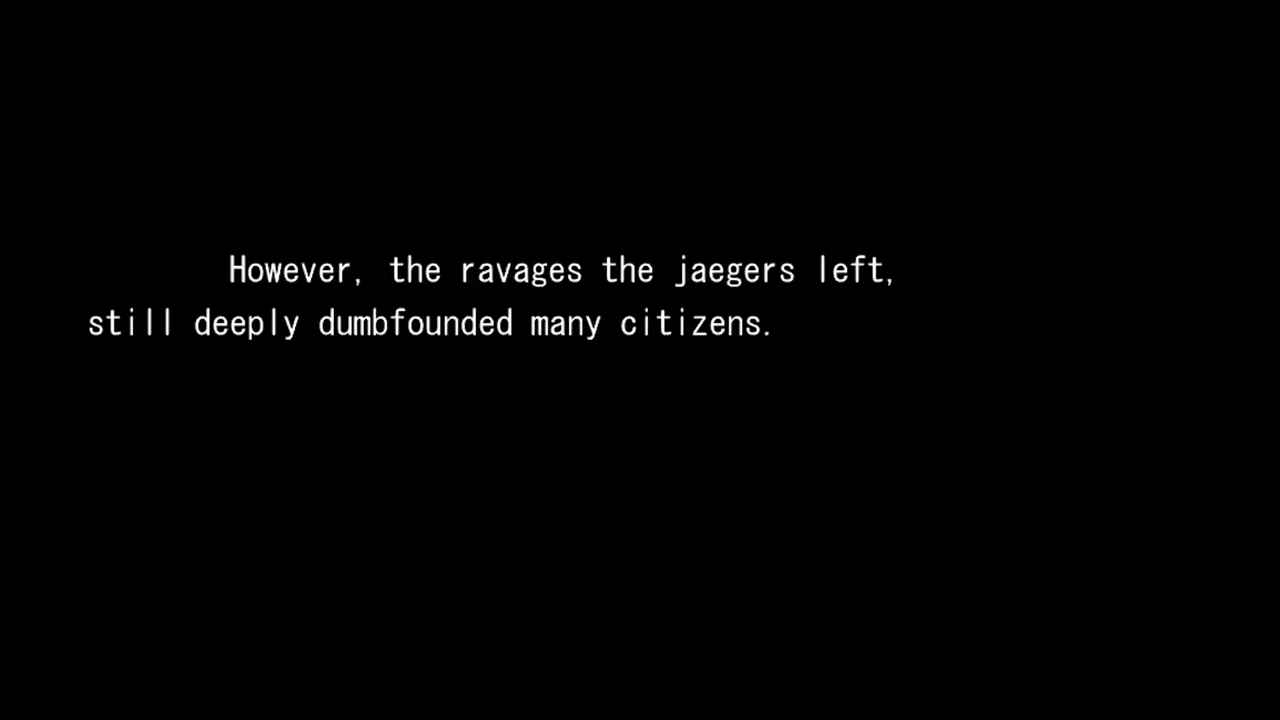 However, the ravages the jaegers left,
still deeply dumbfounded many citizens.